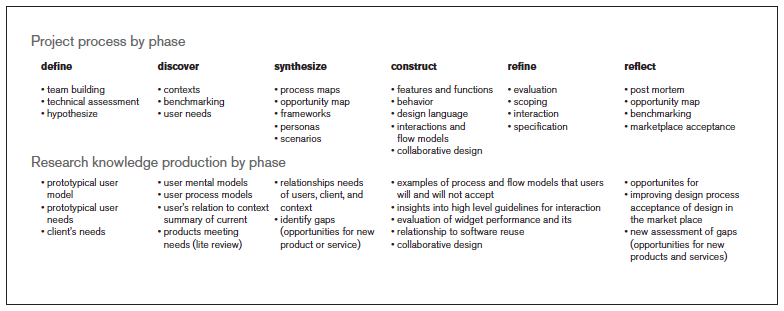 Project process by phase
define
• team building
• technical assessment
• hypothesize
discover
• contexts
• benchmarking
• user needs
synthesize
• process maps
• opportunity map
• frameworks
• personas
• scenarios
construct
• features and functions
• behavior
• design language
• interactions and
flow models
• collaborative design
refine
• evaluation
• scoping
• interaction
• specification
reflect
• post mortem
• opportunity map
• benchmarking
• marketplace acceptance
Research knowledge production by phase
• prototypical user
model
• prototypical user
needs
• client's needs
• user mental models
• user process models
• user's relation to context
summary of current
• products meeting
needs (lite review)
• relationships needs
of users, client, and
context
• identify gaps
(opportunities for new
product or service)
• examples of process and flow models that users
will and will not accept
• insights into high level guidelines for interaction
• evaluation of widget performance and its
• relationship to software reuse
• collaborative design
• opportunites for
• improving design process
acceptance of design in
the market place
• new assessment of gaps
(opportunities for new
products and services)